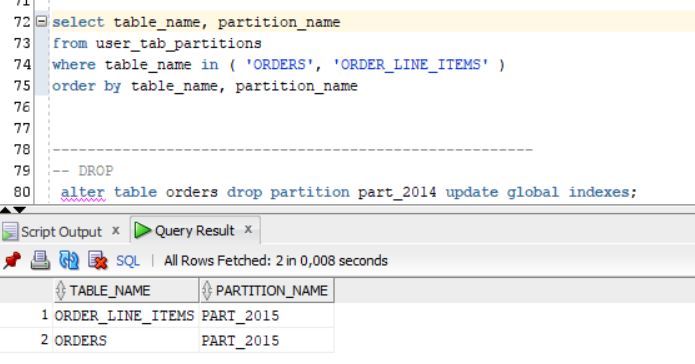 71
72 select table_name, partition_name
73 from user_tab_partitions
74 where table_name in ( 'ORDERS', 'ORDER_LINE_ITEMS' )
75 order by table_name, partition_name
76
77
78 -------------------------------------------------------
79 -- DROP
80 alter table orders drop partition part_2014 update global indexes;
Script Output x Query Result x
SQL | All Rows Fetched: 2 in 0,008 seconds
TABLE_NAME PARTITION_NAME
1 ORDER_LINE_ITEMS PART_2015
2 ORDERS PART_2015